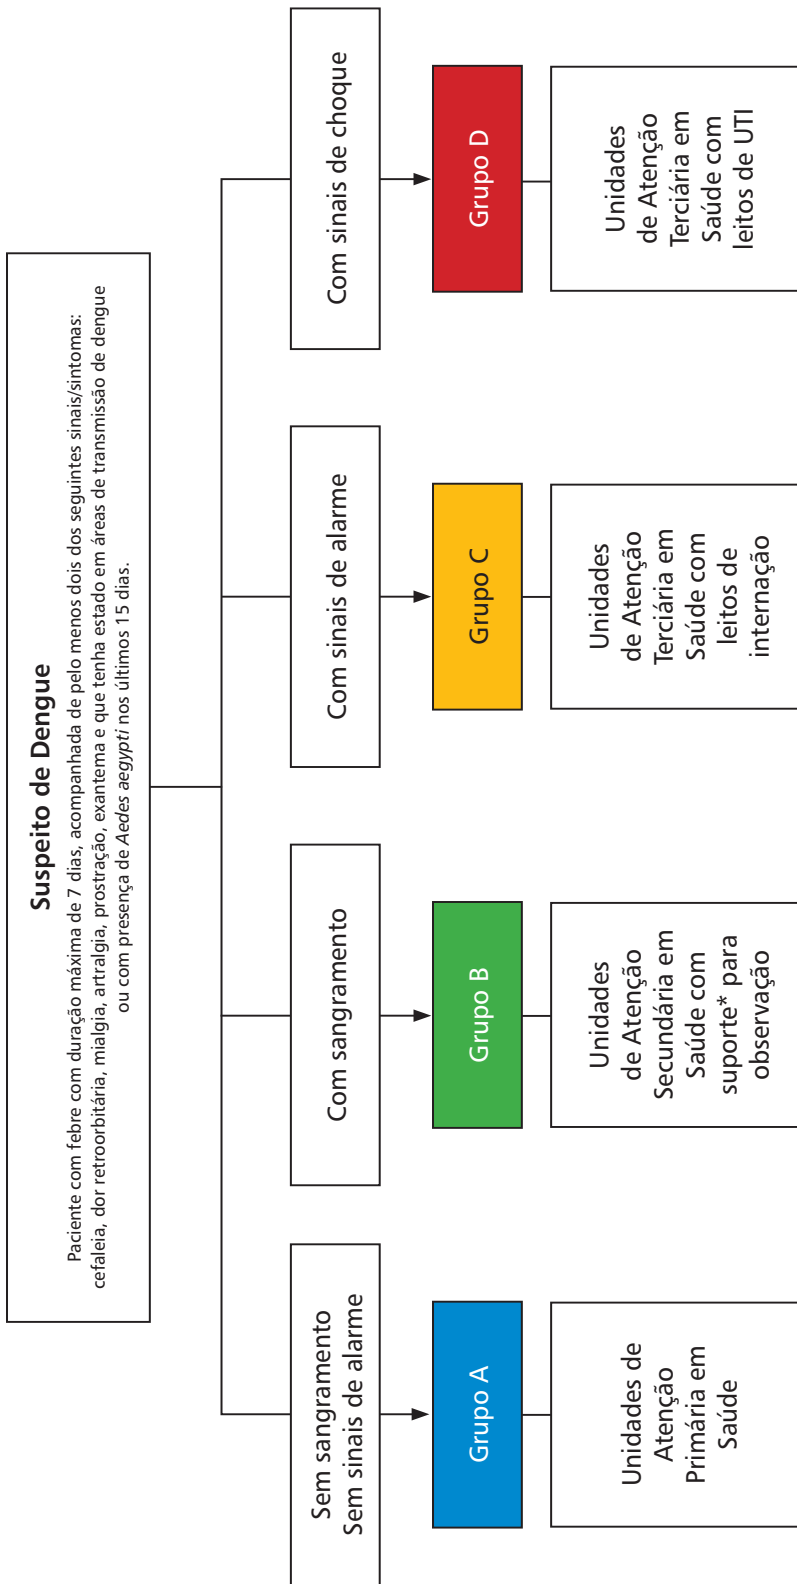 Suspeito de Dengue
Paciente com febre com duração máxima de 7 dias, acompanhada de pelo menos dois dos seguintes sinais/sintomas:
cefaleia, dor retroorbitária, mialgia, artralgia, prostração, exantema e que tenha estado em áreas de transmissão de dengue
ou com presença de Aedes aegypti nos últimos 15 dias.
Sem sangramento
Sem sinais de alarme
Grupo A
Unidades de
Atenção
Primária em
Saúde
Com sangramento
Grupo B
Unidades
de Atenção
Secundária em
Saúde com
suporte* para
observação
Com sinais de alarme
Grupo C
Unidades
de Atenção
Terciária em
Saúde com
leitos de
internação
Com sinais de choque
Grupo D
Unidades
de Atenção
Terciária em
Saúde com
leitos de UTI